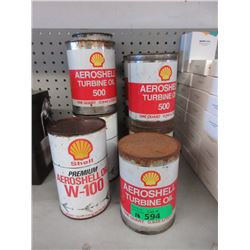 AEROSHELL
TURBINE OIL
500
AEROSHELL
TURBINE OIL
500
Shell
PREMIUM
AEROSHELL OIL
W-100
AEROSHELL
TURBINE OIL
594